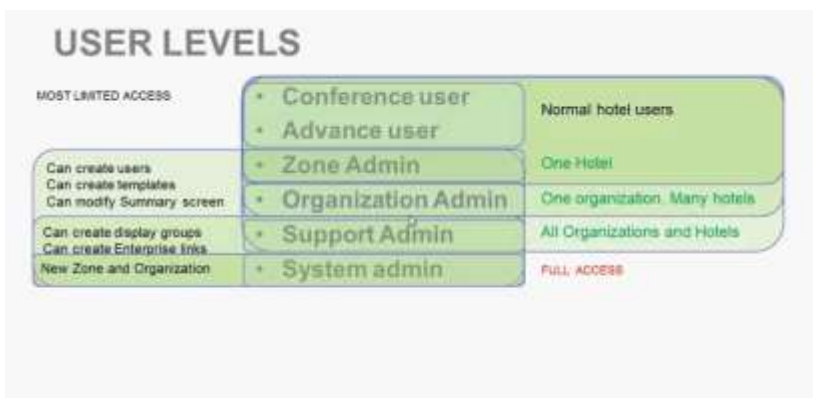 USER LEVELS
MOST LIMITED ACCESS
• Conference user
• Advance user
Normal hotel users
Can create users
Can create templates
Can modify Summary screen
• Zone Admin
One Hotel
• Organization Admin
One organization. Many hotels
Can create display groups
Can create Enterprise links
• Support Admin
All Organizations and Hotels
New Zone and Organization
• System admin
FULL ACCESS